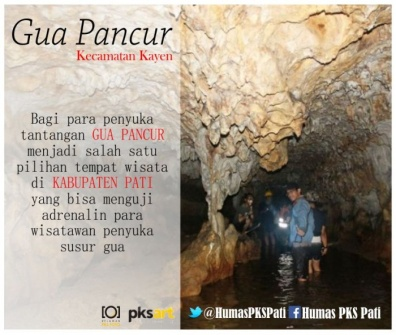 Gua Pancur
Kecamatan Kayen
Bagi para penyuka
tantangan GUA PANCUR
menjadi salah satu
pilihan tempat wisata
di KABUPATEN PATI
yang bisa menguji
adrenalin para
wisatawan penyuka
susur gua
pksart
@HumasPKSPati
Humas PKS Pati